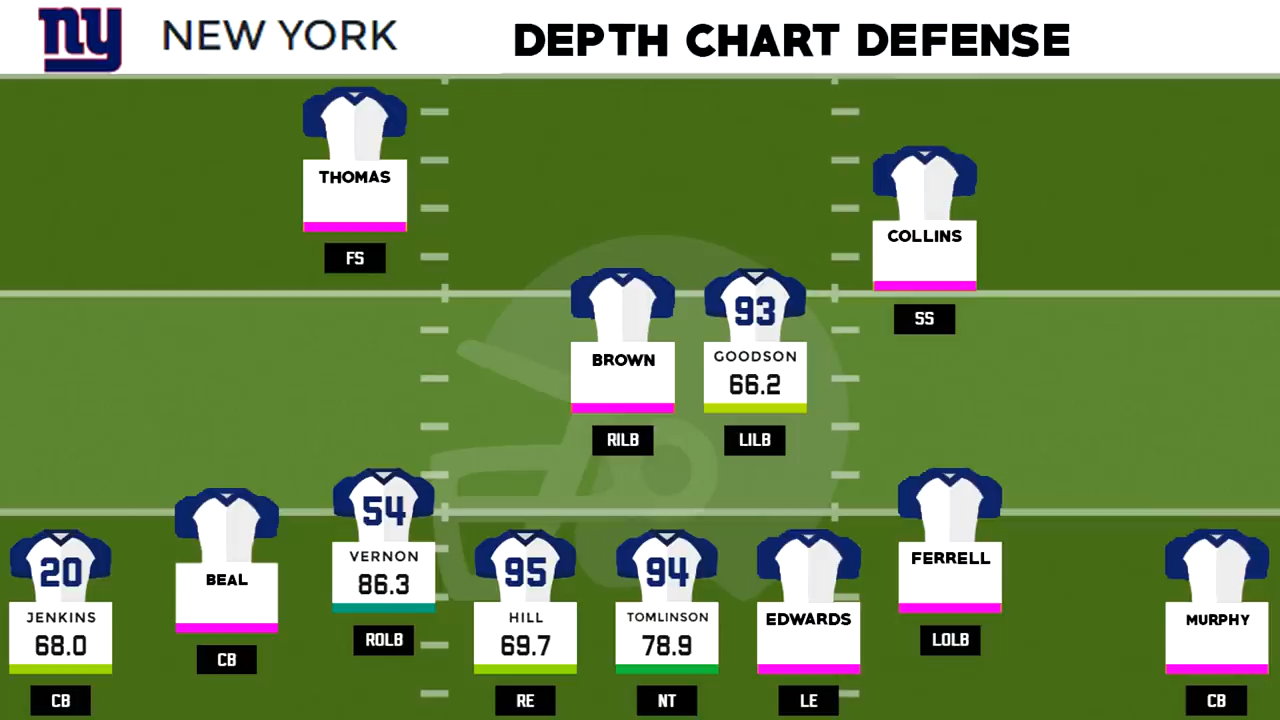 ny NEW YORK DEPTH CHART DEFENSE
THOMAS
FS
COLLINS
SS
BROWN
RILB
93
GOODSON
66.2
LILB
20
JENKINS
68.0
CB
BEAL
CB
54
VERNON
86.3
ROLB
95
HILL
69.7
RE
94
TOMLINSON
78.9
NT
EDWARDS
LE
FERRELL
LOLB
MURPHY
CB